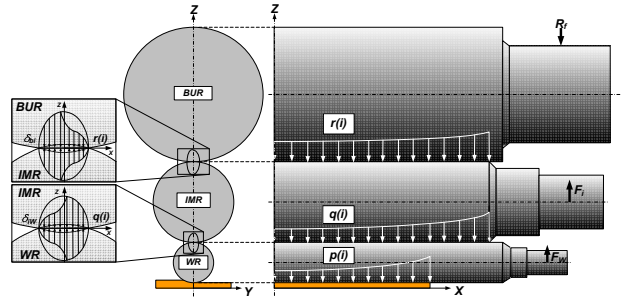 Z
Z
R_f
BUR
BUR
z
δ_bI
r(i)
x
IMR
r(i)
IMR
z
δ_IW
q(i)
x
WR
IMR
F_i
q(i)
WR
p(i)
F_W
Y
X